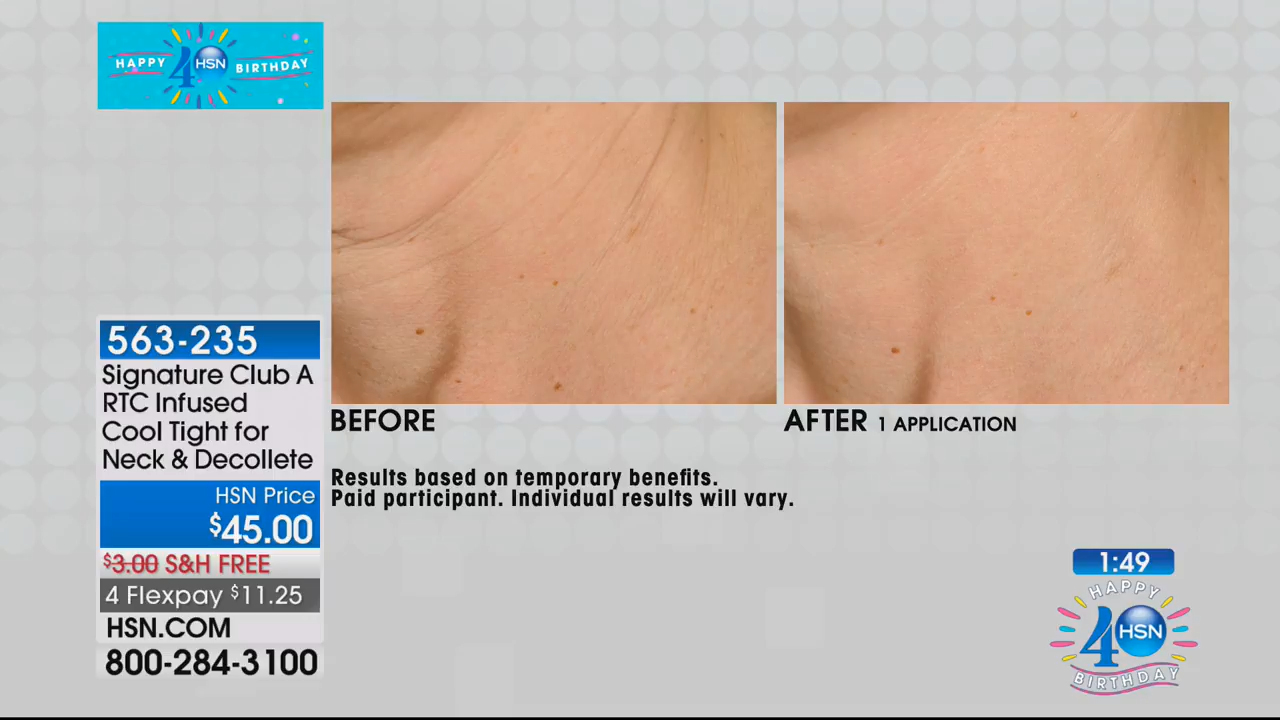 HAPPY 40 HSN BIRTHDAY
563-235
Signature Club A
RTC Infused
Cool Tight for
Neck & Decollete
HSN Price
$45.00
$3.00 S&H FREE
4 Flexpay $11.25
HSN.COM
800-284-3100
BEFORE
AFTER 1 APPLICATION
Results based on temporary benefits.
Paid participant. Individual results will vary.
1:49
HAPPY
40 HSN
BIRTHDAY